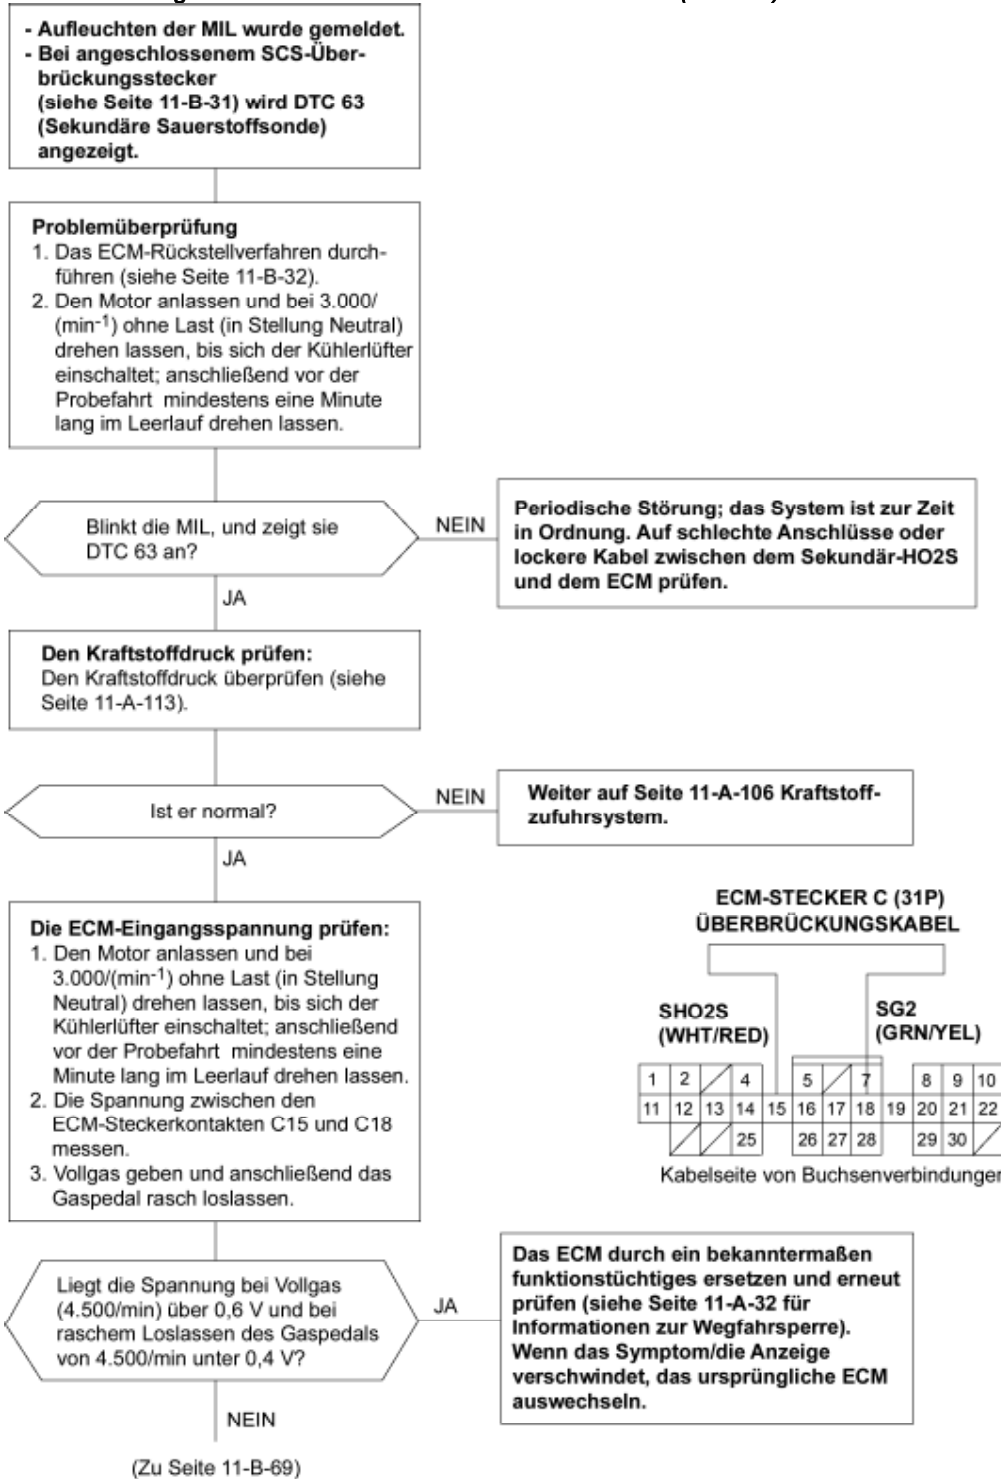 - Aufleuchten der MIL wurde gemeldet.
- Bei angeschlossenem SCS-Über-
brückungsstecker
(siehe Seite 11-B-31) wird DTC 63
(Sekundäre Sauerstoffsonde)
angezeigt.
Problemüberprüfung
1. Das ECM-Rückstellverfahren durch-
führen (siehe Seite 11-B-32).
2. Den Motor anlassen und bei 3.000/
(min-1) ohne Last (in Stellung Neutral)
drehen lassen, bis sich der Kühlerlüfter
einschaltet; anschließend vor der
Probefahrt mindestens eine Minute
lang im Leerlauf drehen lassen.
Blinkt die MIL, und zeigt sie
DTC 63 an?
NEIN
Periodische Störung; das System ist zur Zeit
in Ordnung. Auf schlechte Anschlüsse oder
lockere Kabel zwischen dem Sekundär-HO2S
und dem ECM prüfen.
JA
Den Kraftstoffdruck prüfen:
Den Kraftstoffdruck überprüfen (siehe
Seite 11-A-113).
Ist er normal?
NEIN
Weiter auf Seite 11-A-106 Kraftstoff-
zufuhrsystem.
JA
Die ECM-Eingangsspannung prüfen:
1. Den Motor anlassen und bei
3.000/(min-1) ohne Last (in Stellung
Neutral) drehen lassen, bis sich der
Kühlerlüfter einschaltet; anschließend
vor der Probefahrt mindestens eine
Minute lang im Leerlauf drehen lassen.
2. Die Spannung zwischen den
ECM-Steckerkontakten C15 und C18
messen.
3. Vollgas geben und anschließend das
Gaspedal rasch loslassen.
ECM-STECKER C (31P)
ÜBERBRÜCKUNGSKABEL
SHO2S
(WHT/RED)
SG2
(GRN/YEL)
1 2 4 5 7 8 9 10
11 12 13 14 15 16 17 18 19 20 21 22
25 26 27 28 29 30
Kabelseite von Buchsenverbindungen
Liegt die Spannung bei Vollgas
(4.500/min) über 0,6 V und bei
raschem Loslassen des Gaspedals
von 4.500/min unter 0,4 V?
JA
Das ECM durch ein bekanntermaßen
funktionstüchtiges ersetzen und erneut
prüfen (siehe Seite 11-A-32 für
Informationen zur Wegfahrsperre).
Wenn das Symptom/die Anzeige
verschwindet, das ursprüngliche ECM
auswechseln.
NEIN
(Zu Seite 11-B-69)